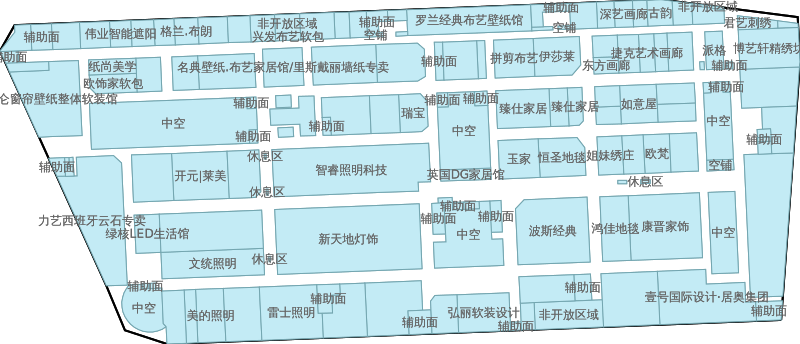 辅助面
伟业智能遮阳
格兰.布朗
非开放区域
兴发布艺软包
辅助面
空铺
罗兰经典布艺壁纸馆
辅助面
空铺
深艺画廊
古韵
非开放区域
君艺刺绣
助面
仑窗帘壁纸整体软装馆
纸尚美学
欧饰家软包
名典壁纸.布艺家居馆/里斯戴丽墙纸专卖
辅助面
拼剪布艺
伊莎莱
东方画廊
捷克艺术画廊
派格
辅助面
博艺轩精绣坊
中空
辅助面
辅助面
辅助面
瑞宝
辅助面
辅助面
中空
臻仕家居
臻仕家居
如意屋
辅助面
中空
辅助面
辅助面
开元|莱美
休息区
休息区
智睿照明科技
英国DG家居馆
玉家
恒圣地毯
姐妹绣庄
欧梵
空铺
休息区
力艺西班牙云石专卖
绿核LED生活馆
文统照明
休息区
新天地灯饰
辅助面
辅助面
辅助面
中空
波斯经典
鸿佳地毯
康晋家饰
中空
辅助面
中空
美的照明
雷士照明
辅助面
辅助面
弘丽软装设计
辅助面
辅助面
非开放区域
壹号国际设计·居奥集团
辅助面